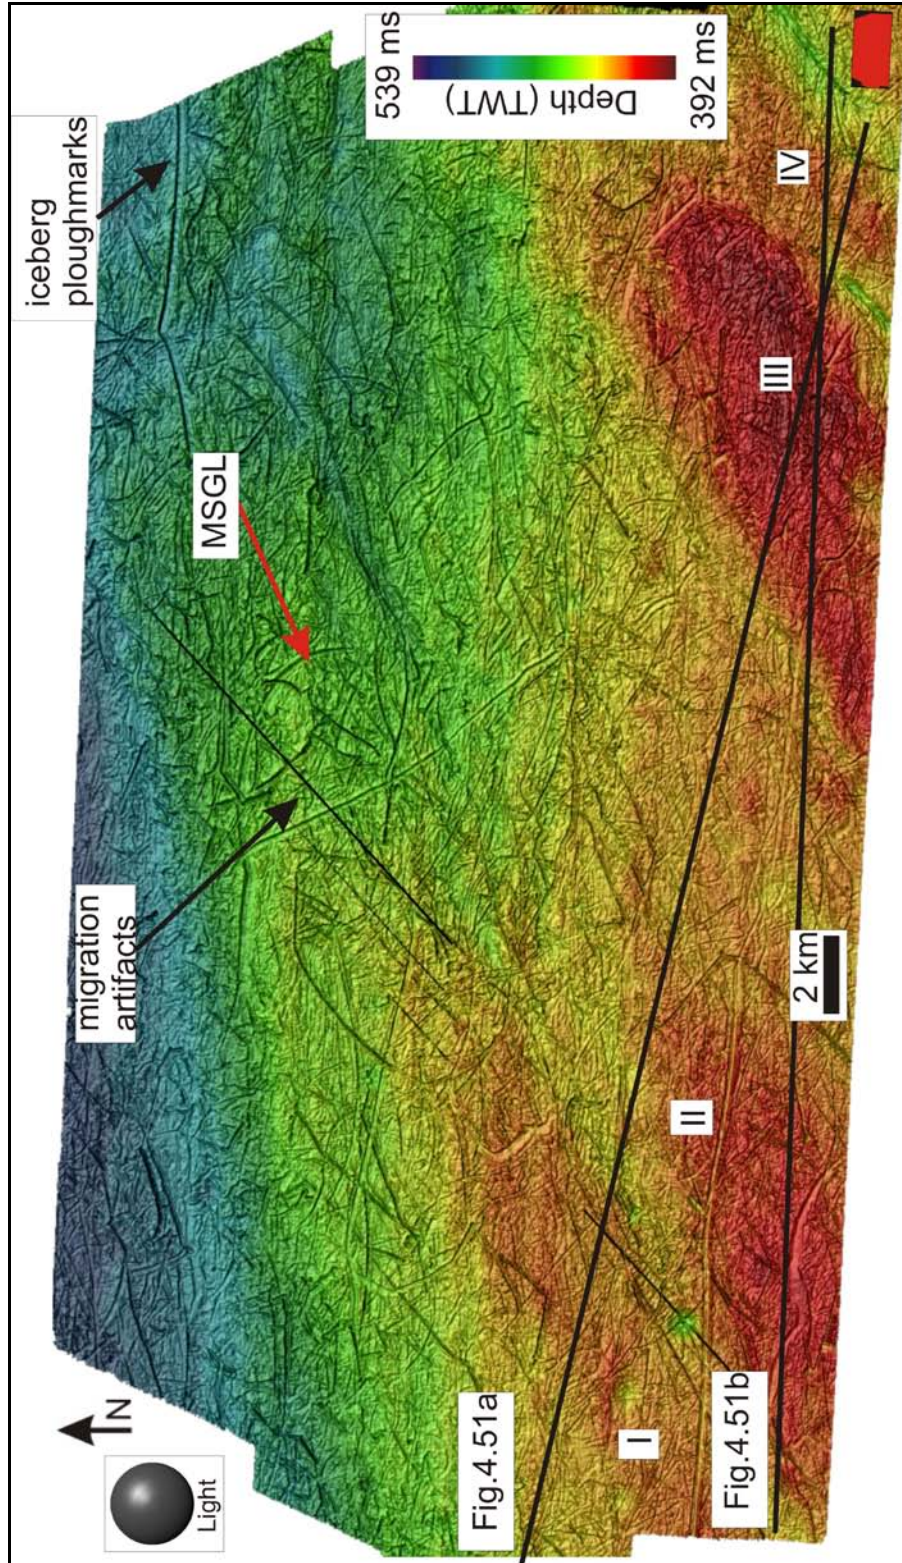 iceberg
ploughmarks
539 ms
Depth (TWT)
392 ms
MSGL
migration
artifacts
IV
III
2 km
II
I
Fig.4.51a
Fig.4.51b
N
Light